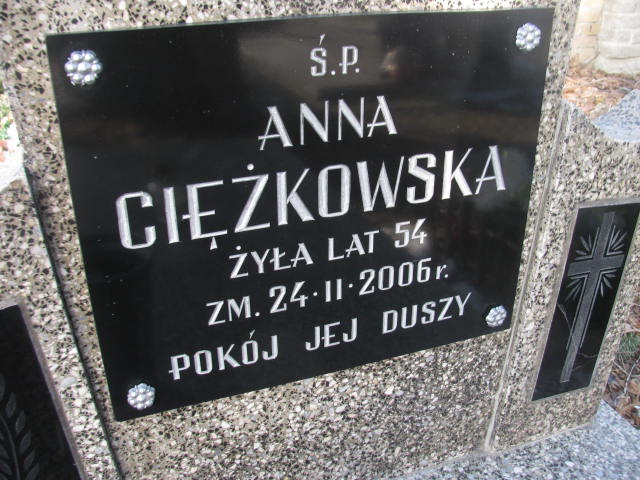 Ś.P.
ANNA
CIĘŻKOWSKA
ŻYŁA LAT 54
ZM. 24·11·2006 r.
POKÓJ JEJ DUSZY